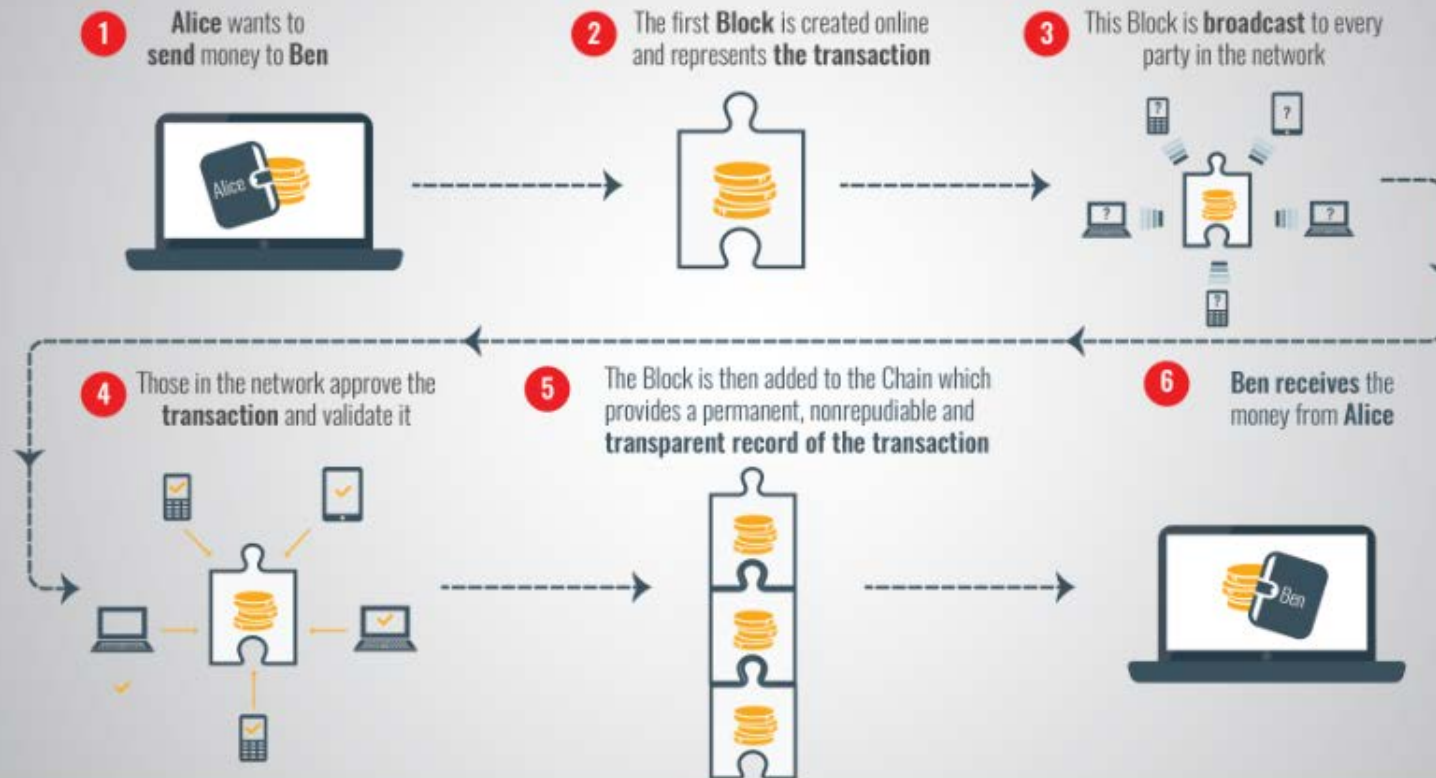 1
Alice wants to
send money to Ben
Alice
2
The first Block is created online
and represents the transaction
3
This Block is broadcast to every
party in the network
?
?
?
?
?
4
Those in the network approve the
transaction and validate it
5
The Block is then added to the Chain which
provides a permanent, nonrepudiable and
transparent record of the transaction
6
Ben receives the
money from Alice
Ben